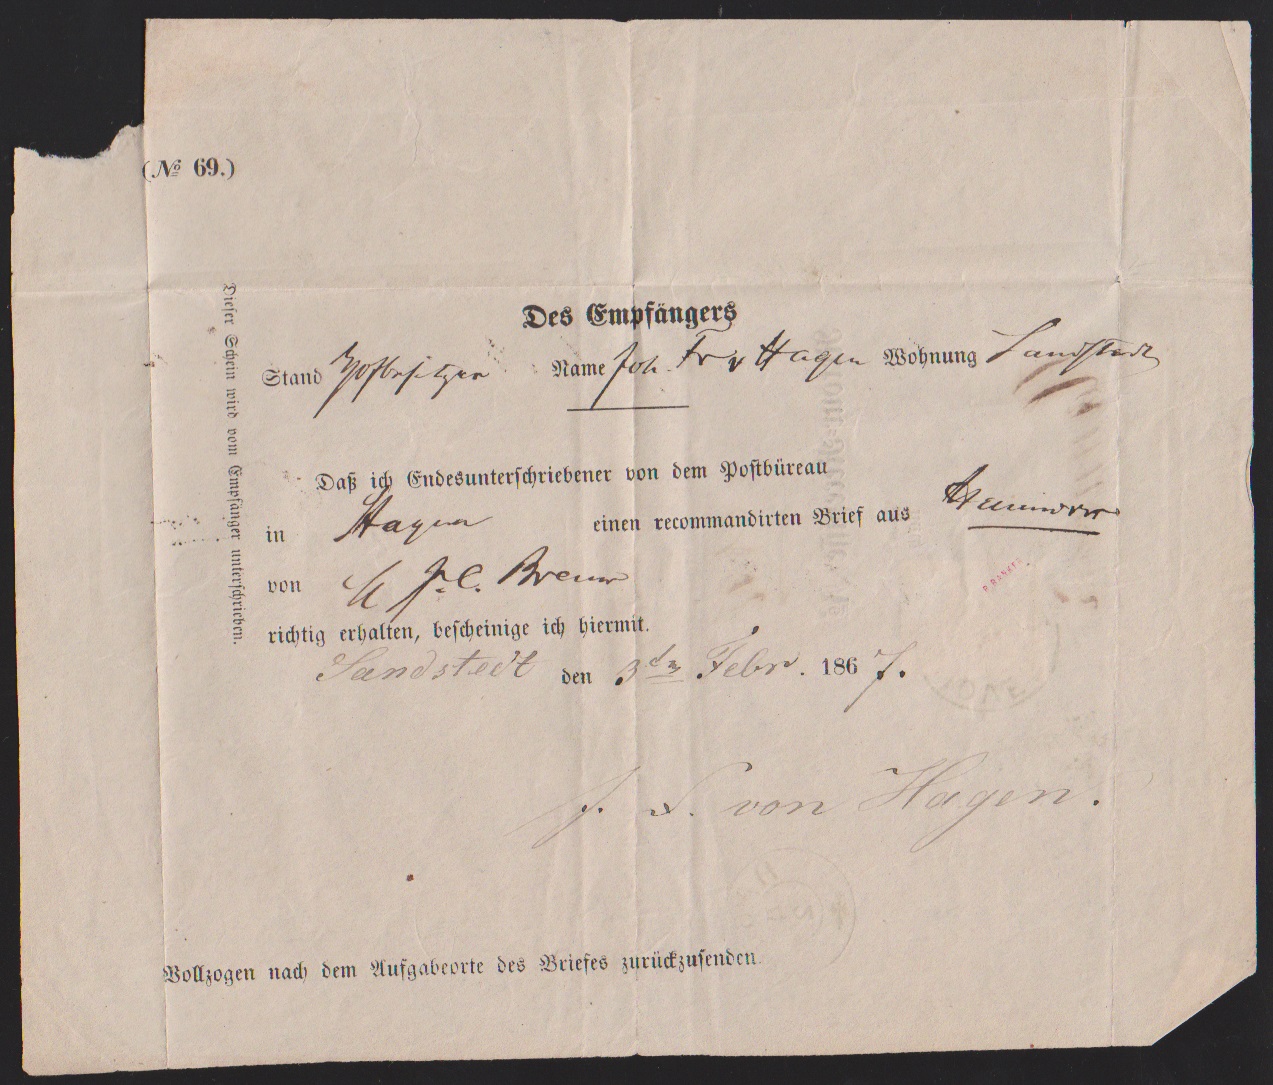 (№ 69.)
Dieser Schein wird vom Empfänger unterschrieben.
Des Empfängers
Stand Hofbesitzer Name Joh. Fr v Hagen Wohnung Sandstedt
Daß ich Endesunterschriebener von dem Postbüreau
in Hagen einen recommandirten Brief aus Hannover
von J. C.
richtig erhalten, bescheinige ich hiermit.
Sandstedt den 3ten Febr. 1867.
J. F. von Hagen.
Vollzogen nach dem Aufgabeorte des Briefes zurückzusenden.